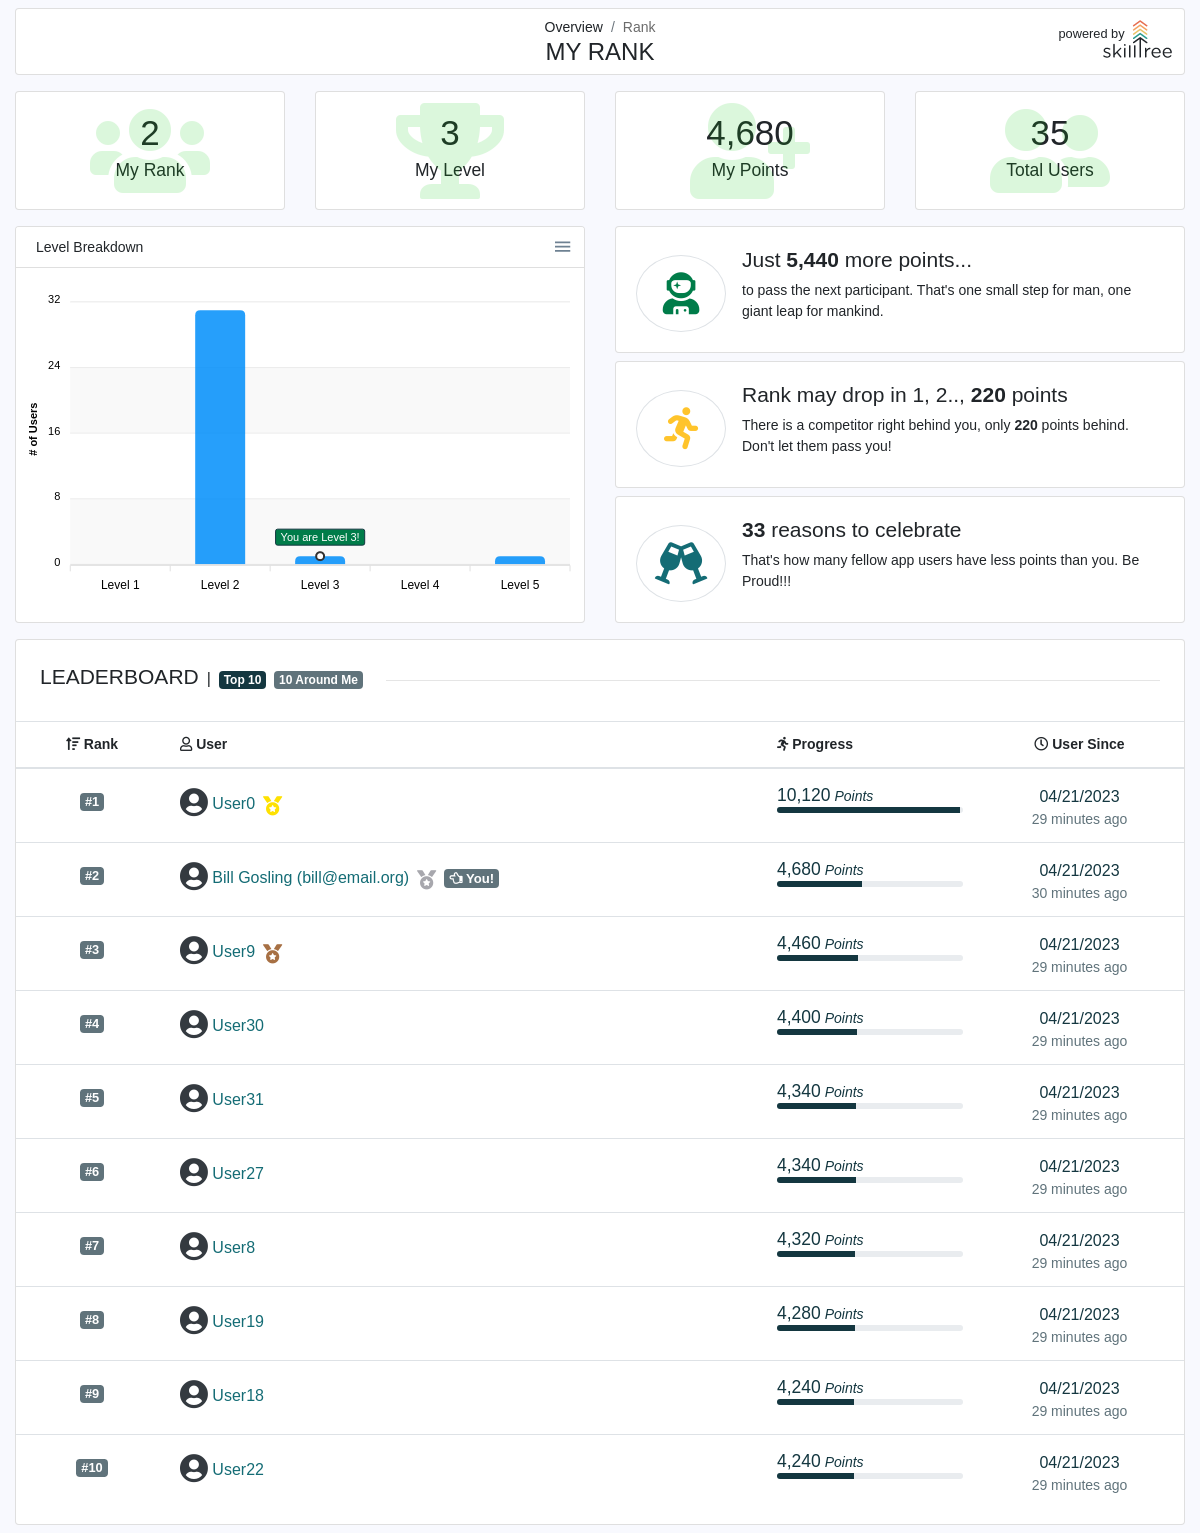 Overview / Rank
MY RANK
powered by
skilltree
2
My Rank
3
My Level
4,680
My Points
35
Total Users
Level Breakdown
32
24
16
8
0
# of Users
You are Level 3!
Level 1 Level 2 Level 3 Level 4 Level 5
Just 5,440 more points...
to pass the next participant. That's one small step for man, one
giant leap for mankind.
Rank may drop in 1, 2.., 220 points
There is a competitor right behind you, only 220 points behind.
Don't let them pass you!
33 reasons to celebrate
That's how many fellow app users have less points than you. Be
Proud!!!
LEADERBOARD | Top 10 10 Around Me
Rank User Progress User Since
#1 User0 10,120 Points 04/21/2023
29 minutes ago
#2 Bill Gosling (bill@email.org) You! 4,680 Points 04/21/2023
30 minutes ago
#3 User9 4,460 Points 04/21/2023
29 minutes ago
#4 User30 4,400 Points 04/21/2023
29 minutes ago
#5 User31 4,340 Points 04/21/2023
29 minutes ago
#6 User27 4,340 Points 04/21/2023
29 minutes ago
#7 User8 4,320 Points 04/21/2023
29 minutes ago
#8 User19 4,280 Points 04/21/2023
29 minutes ago
#9 User18 4,240 Points 04/21/2023
29 minutes ago
#10 User22 4,240 Points 04/21/2023
29 minutes ago